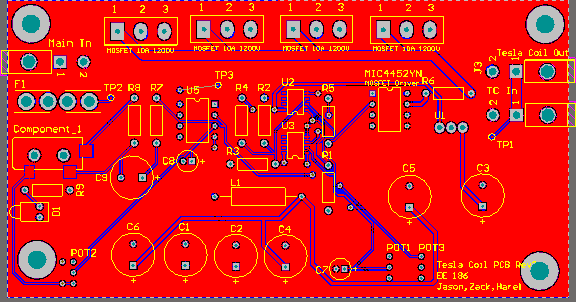 1 2 3
1 2 3
1 2 3
1 2 3
MOSFET 10A 1200V
MOSFET 10A 1200V
MOSFET 10A 1200V
MOSFET 10A 1200V
Main In
1 2
Tesla Coil Out
J3
2 1
F1
TP2
R8 R7
U5
TP3
R4 R2
U2
R5
MIC4452YN
MOSFET Driver
R6
TC In
2 1
U1
TP1
Component_1
U3
C8
R3
R1
C9
R9
D1
L1
C5
C3
POT2
C6
C1
C2
C4
C7
POT1 POT3
Tesla Coil PCB Rev
EE 186